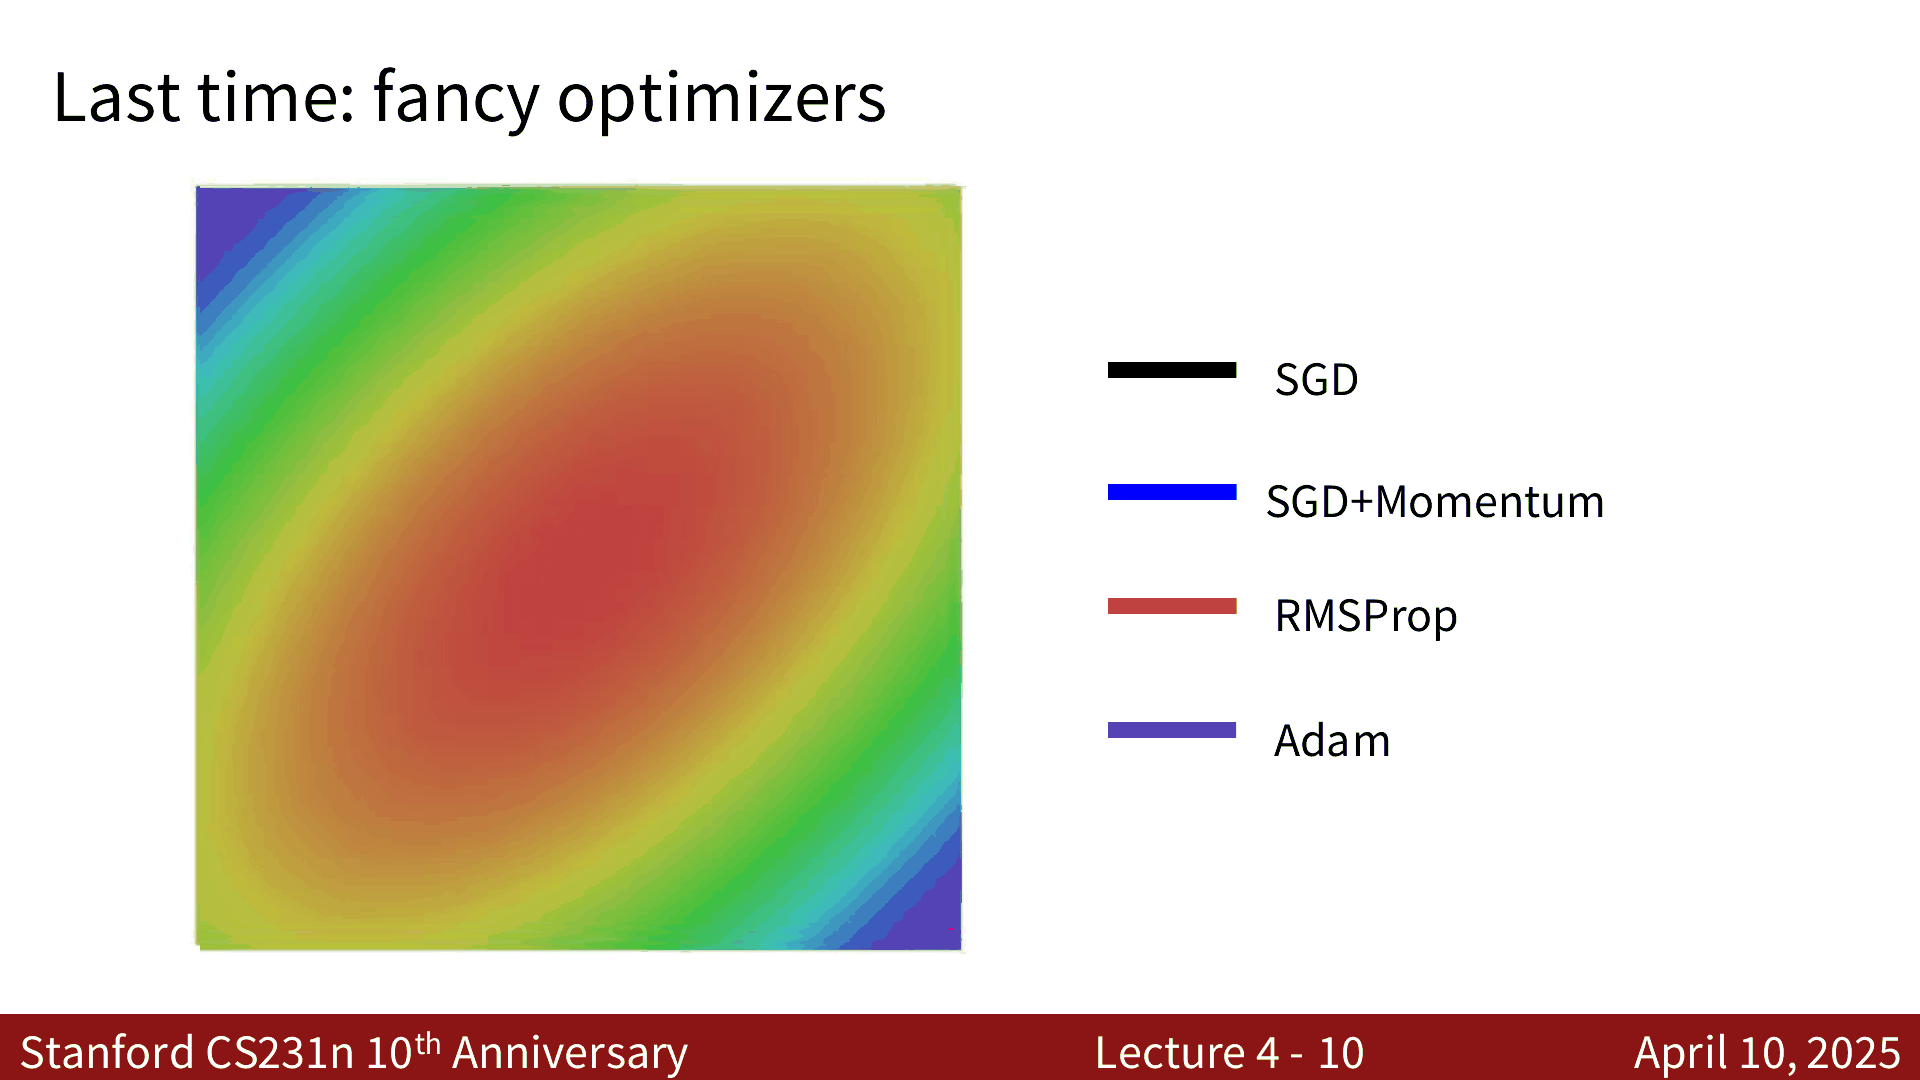 Last time: fancy optimizers
SGD
SGD+Momentum
RMSProp
Adam
Stanford CS231n 10th Anniversary
Lecture 4 - 10
April 10, 2025